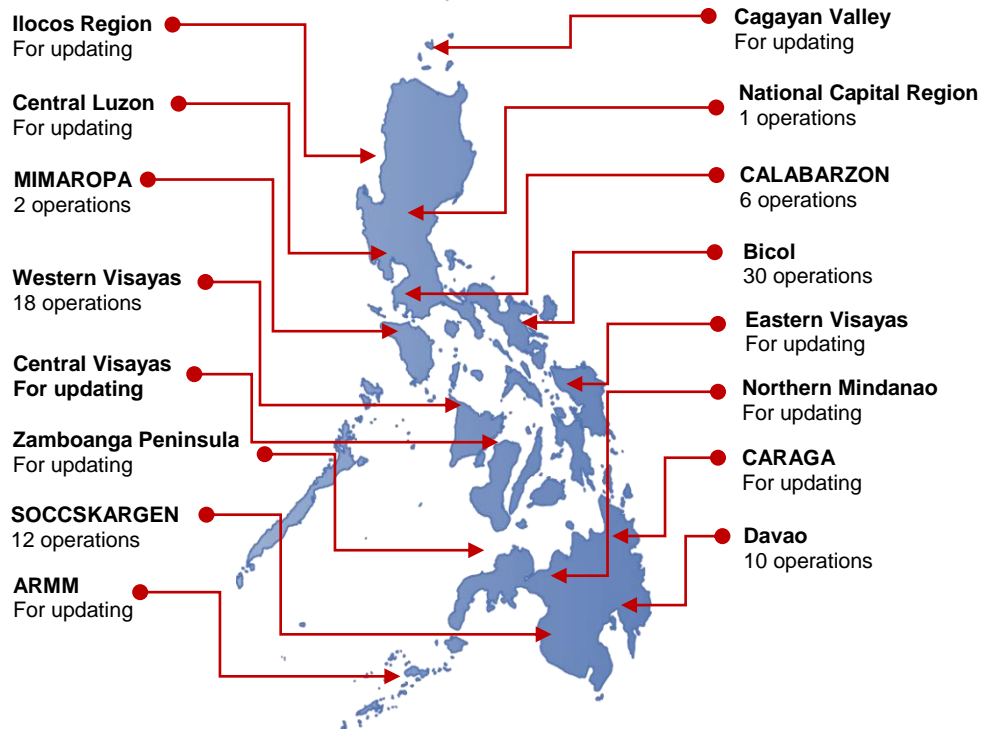 Ilocos Region
For updating
Central Luzon
For updating
MIMAROPA
2 operations
Western Visayas
18 operations
Central Visayas
For updating
Zamboanga Peninsula
For updating
SOCCSKARGEN
12 operations
ARMM
For updating
Cagayan Valley
For updating
National Capital Region
1 operations
CALABARZON
6 operations
Bicol
30 operations
Eastern Visayas
For updating
Northern Mindanao
For updating
CARAGA
For updating
Davao
10 operations